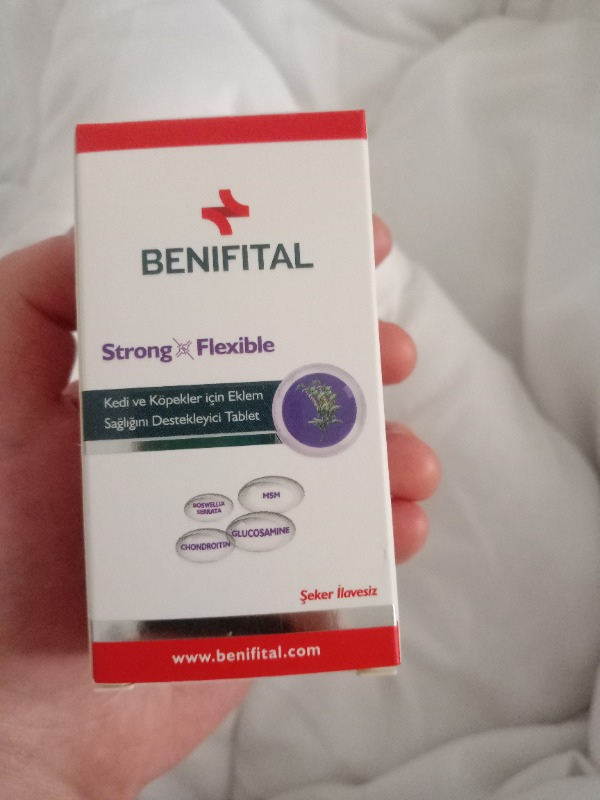 BENIFITAL
Strong Flexible
Kedi ve Köpekler için Eklem
Sağlığını Destekleyici Tablet
BOSWELLIA
SERRATA
MSM
GLUCOSAMINE
CHONDROITIN
Şeker İlavesiz
www.benifital.com